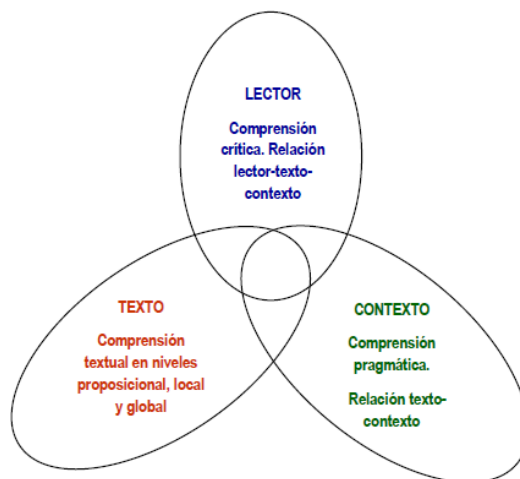 LECTOR
Comprensión
crítica. Relación
lector-texto-
contexto
TEXTO
Comprensión
textual en niveles
proposicional, local
y global
CONTEXTO
Comprensión
pragmática.
Relación texto-
contexto